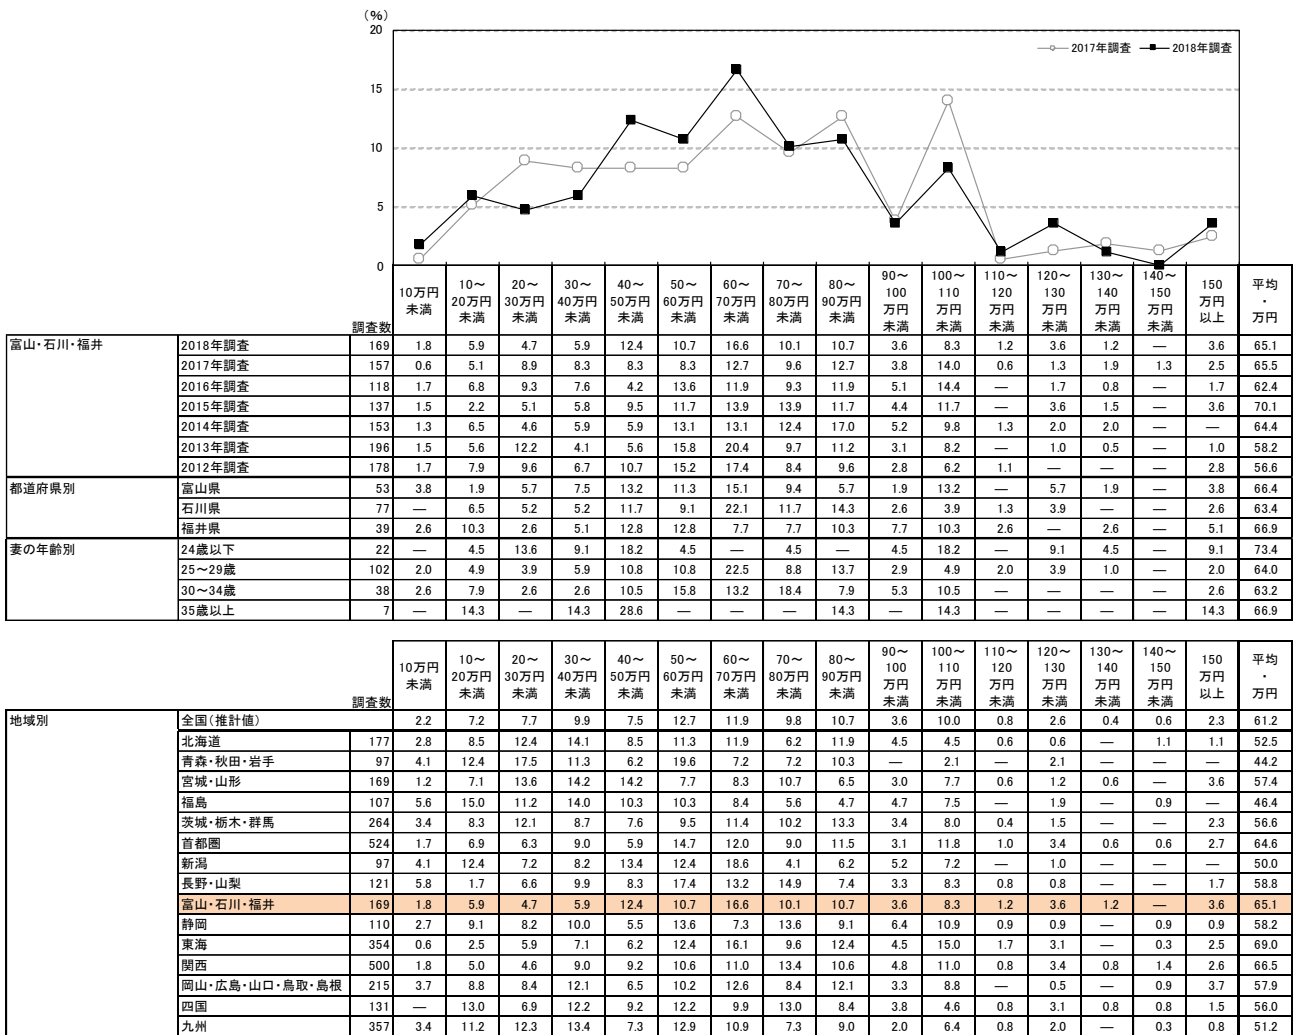 （%）
20
2017年調査 2018年調査
15
10
5
0
調査数 10万円未満 10～20万円未満 20～30万円未満 30～40万円未満 40～50万円未満 50～60万円未満 60～70万円未満 70～80万円未満 80～90万円未満 90～100万円未満 100～110万円未満 110～120万円未満 120～130万円未満 130～140万円未満 140～150万円未満 150万円以上 平均・万円
富山・石川・福井 2018年調査 169 1.8 5.9 4.7 5.9 12.4 10.7 16.6 10.1 10.7 3.6 8.3 1.2 3.6 1.2 — 3.6 65.1
2017年調査 157 0.6 5.1 8.9 8.3 8.3 8.3 12.7 9.6 12.7 3.8 14.0 0.6 1.3 1.9 1.3 2.5 65.5
2016年調査 118 1.7 6.8 9.3 7.6 4.2 13.6 11.9 9.3 11.9 5.1 14.4 — 1.7 0.8 — 1.7 62.4
2015年調査 137 1.5 2.2 5.1 5.8 9.5 11.7 13.9 13.9 11.7 4.4 11.7 — 3.6 1.5 — 3.6 70.1
2014年調査 153 1.3 6.5 4.6 5.9 5.9 13.1 13.1 12.4 17.0 5.2 9.8 1.3 2.0 2.0 — — 64.4
2013年調査 196 1.5 5.6 12.2 4.1 5.6 15.8 20.4 9.7 11.2 3.1 8.2 — 1.0 0.5 — 1.0 58.2
2012年調査 178 1.7 7.9 9.6 6.7 10.7 15.2 17.4 8.4 9.6 2.8 6.2 1.1 — — — 2.8 56.6
都道府県別 富山県 53 3.8 1.9 5.7 7.5 13.2 11.3 15.1 9.4 5.7 1.9 13.2 — 5.7 1.9 — 3.8 66.4
石川県 77 — 6.5 5.2 5.2 11.7 9.1 22.1 11.7 14.3 2.6 3.9 1.3 3.9 — — 2.6 63.4
福井県 39 2.6 10.3 2.6 5.1 12.8 12.8 7.7 7.7 10.3 7.7 10.3 2.6 — 2.6 — 5.1 66.9
妻の年齢別 24歳以下 22 — 4.5 13.6 9.1 18.2 4.5 — 4.5 — 4.5 18.2 — 9.1 4.5 — 9.1 73.4
25～29歳 102 2.0 4.9 3.9 5.9 10.8 10.8 22.5 8.8 13.7 2.9 4.9 2.0 3.9 1.0 — 2.0 64.0
30～34歳 38 2.6 7.9 2.6 2.6 10.5 15.8 13.2 18.4 7.9 5.3 10.5 — — — — 2.6 63.2
35歳以上 7 — 14.3 — 14.3 28.6 — — — 14.3 — 14.3 — — — — 14.3 66.9
調査数 10万円未満 10～20万円未満 20～30万円未満 30～40万円未満 40～50万円未満 50～60万円未満 60～70万円未満 70～80万円未満 80～90万円未満 90～100万円未満 100～110万円未満 110～120万円未満 120～130万円未満 130～140万円未満 140～150万円未満 150万円以上 平均・万円
地域別 全国（推計値） 2.2 7.2 7.7 9.9 7.5 12.7 11.9 9.8 10.7 3.6 10.0 0.8 2.6 0.4 0.6 2.3 61.2
北海道 177 2.8 8.5 12.4 14.1 8.5 11.3 11.9 6.2 11.9 4.5 4.5 0.6 0.6 — 1.1 1.1 52.5
青森・秋田・岩手 97 4.1 12.4 17.5 11.3 6.2 19.6 7.2 7.2 10.3 — 2.1 — 2.1 — — — 44.2
宮城・山形 169 1.2 7.1 13.6 14.2 14.2 7.7 8.3 10.7 6.5 3.0 7.7 0.6 1.2 0.6 — 3.6 57.4
福島 107 5.6 15.0 11.2 14.0 10.3 10.3 8.4 5.6 4.7 4.7 7.5 — 1.9 — 0.9 — 46.4
茨城・栃木・群馬 264 3.4 8.3 12.1 8.7 7.6 9.5 11.4 10.2 13.3 3.4 8.0 0.4 1.5 — — 2.3 56.6
首都圏 524 1.7 6.9 6.3 9.0 5.9 14.7 12.0 9.0 11.5 3.1 11.8 1.0 3.4 0.6 0.6 2.7 64.6
新潟 97 4.1 12.4 7.2 8.2 13.4 12.4 18.6 4.1 6.2 5.2 7.2 — 1.0 — — — 50.0
長野・山梨 121 5.8 1.7 6.6 9.9 8.3 17.4 13.2 14.9 7.4 3.3 8.3 0.8 0.8 — — 1.7 58.8
富山・石川・福井 169 1.8 5.9 4.7 5.9 12.4 10.7 16.6 10.1 10.7 3.6 8.3 1.2 3.6 1.2 — 3.6 65.1
静岡 110 2.7 9.1 8.2 10.0 5.5 13.6 7.3 13.6 9.1 6.4 10.9 0.9 0.9 — 0.9 0.9 58.2
東海 354 0.6 2.5 5.9 7.1 6.2 12.4 16.1 9.6 12.4 4.5 15.0 1.7 3.1 — 0.3 2.5 69.0
関西 500 1.8 5.0 4.6 9.0 9.2 10.6 11.0 13.4 10.6 4.8 11.0 0.8 3.4 0.8 1.4 2.6 66.5
岡山・広島・山口・鳥取・島根 215 3.7 8.8 8.4 12.1 6.5 10.2 12.6 8.4 12.1 3.3 8.8 — 0.5 — 0.9 3.7 57.9
四国 131 — 13.0 6.9 12.2 9.2 12.2 9.9 13.0 8.4 3.8 4.6 0.8 3.1 0.8 0.8 1.5 56.0
九州 357 3.4 11.2 12.3 13.4 7.3 12.9 10.9 7.3 9.0 2.0 6.4 0.8 2.0 — 0.3 0.8 51.2